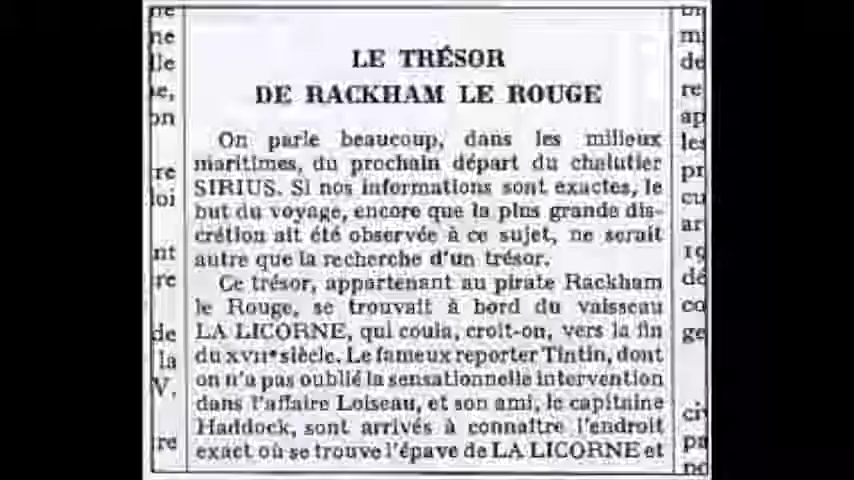 LE TRÉSOR
DE RACKHAM LE ROUGE
On parle beaucoup, dans les milieux
maritimes, du prochain départ du chalutier
SIRIUS. Si nos informations sont exactes, le
but du voyage, encore que la plus grande dis-
crétion ait été observée à ce sujet, ne serait
autre que la recherche d'un trésor.
Ce trésor, appartenant au pirate Rackham
le Rouge, se trouvait à bord du vaisseau
LA LICORNE, qui coula, croit-on, vers la fin
du XVIIe siècle. Le fameux reporter Tintin, dont
on n'a pas oublié la sensationnelle intervention
dans l'affaire Loiseau, et son ami, le capitaine
Haddock, sont arrivés à connaître l'endroit
exact où se trouve l'épave de LA LICORNE et